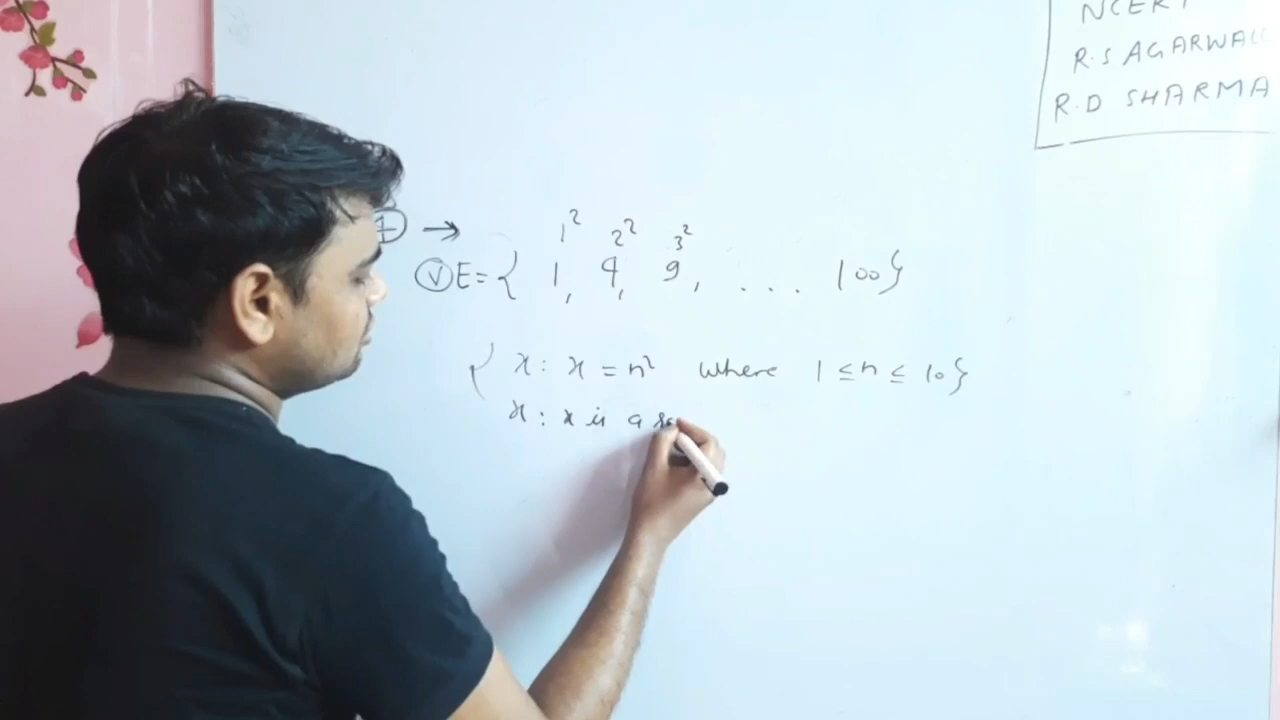 NCERT
R.S AGARWAL
R.D SHARMA
→
1² 2² 3²
(V) E = { 1, 4, 9, . . . 100}
{ x : x = n² where 1 ≤ n ≤ 10}
x : x is a